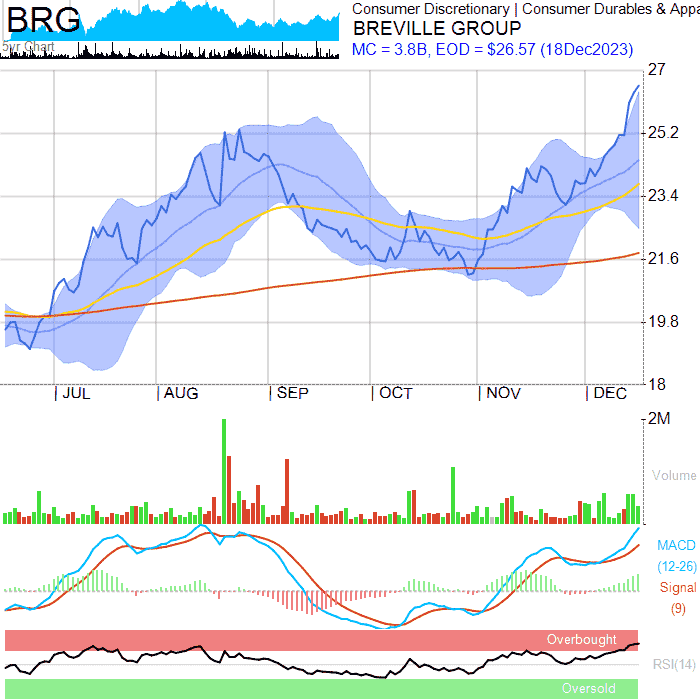 BRG
5yr Chart
Consumer Discretionary | Consumer Durables & Appa
BREVILLE GROUP
MC = 3.8B, EOD = $26.57 (18Dec2023)
27
25.2
23.4
21.6
19.8
18
JUL
AUG
SEP
OCT
NOV
DEC
2M
Volume
MACD
(12-26)
Signal
(9)
Overbought
RSI(14)
Oversold